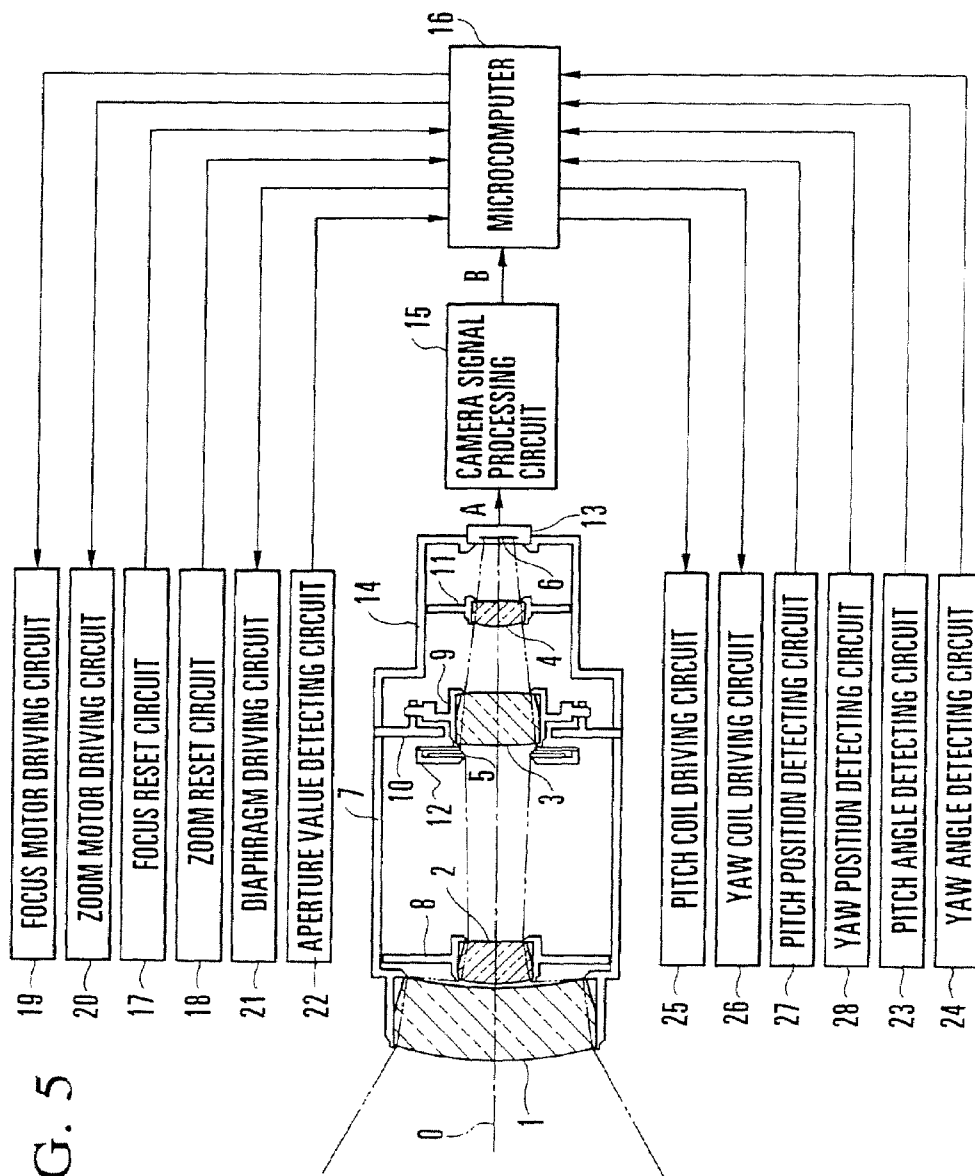 G. 5
19
FOCUS MOTOR DRIVING CIRCUIT
20
ZOOM MOTOR DRIVING CIRCUIT
17
FOCUS RESET CIRCUIT
18
ZOOM RESET CIRCUIT
21
DIAPHRAGM DRIVING CIRCUIT
22
APERTURE VALUE DETECTING CIRCUIT
16
MICROCOMPUTER
15
CAMERA SIGNAL
PROCESSING
CIRCUIT
A
B
7
14
8
2
10
12
9
5
11
13
6
4
3
0
1
25
PITCH COIL DRIVING CIRCUIT
26
YAW COIL DRIVING CIRCUIT
27
PITCH POSITION DETECTING CIRCUIT
28
YAW POSITION DETECTING CIRCUIT
23
PITCH ANGLE DETECTING CIRCUIT
24
YAW ANGLE DETECTING CIRCUIT